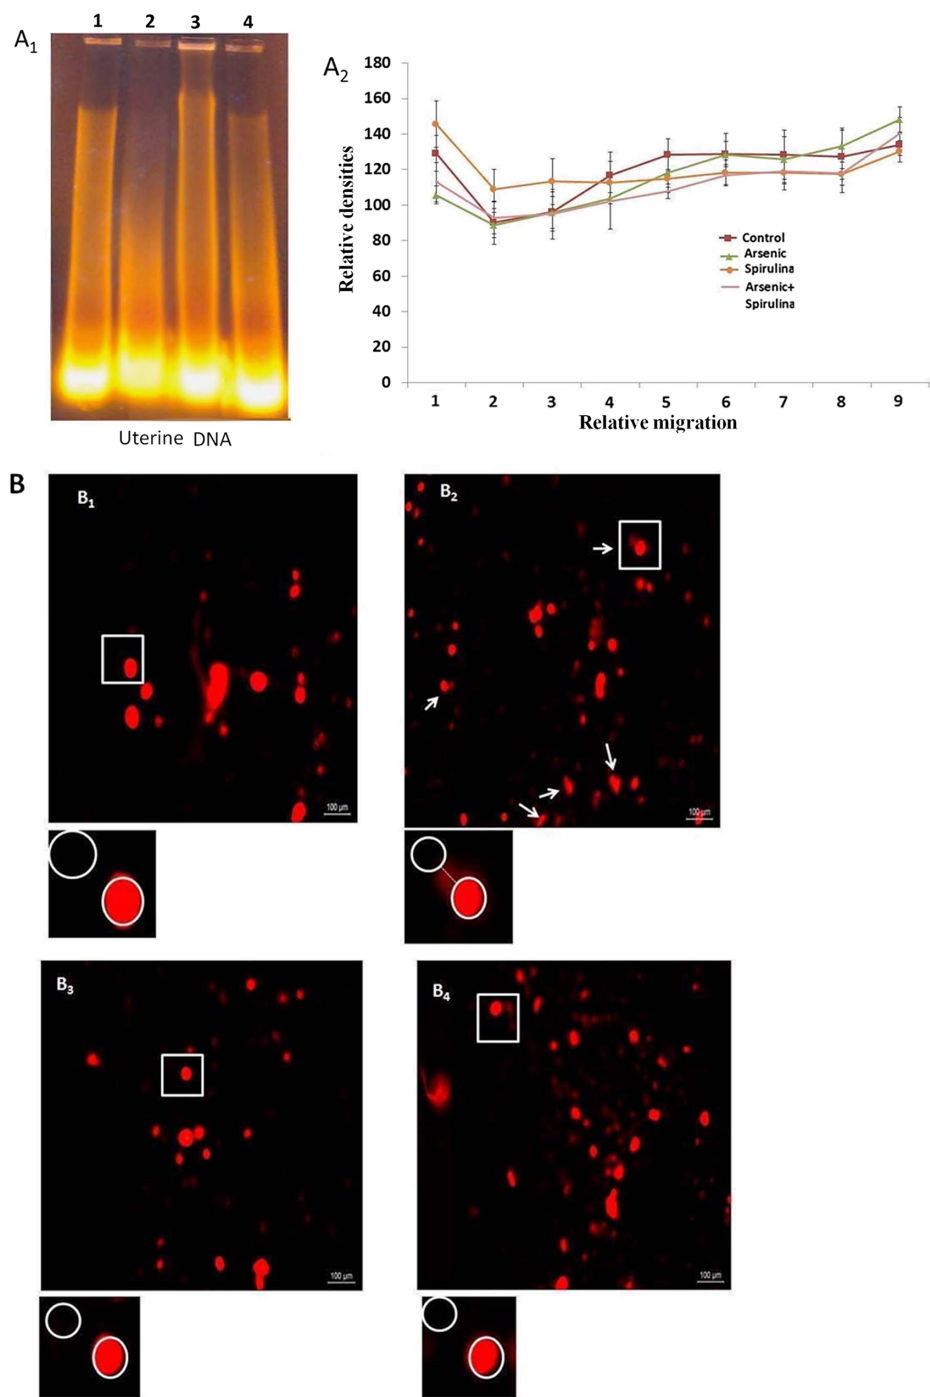 A1
1 2 3 4
Uterine DNA
A2
Relative densities
180
160
140
120
100
80
60
40
20
0
1 2 3 4 5 6 7 8 9
Relative migration
Control
Arsenic
Spirulina
Arsenic+
Spirulina
B
B1
100 µm
B2
100 µm
B3
100 µm
B4
100 µm